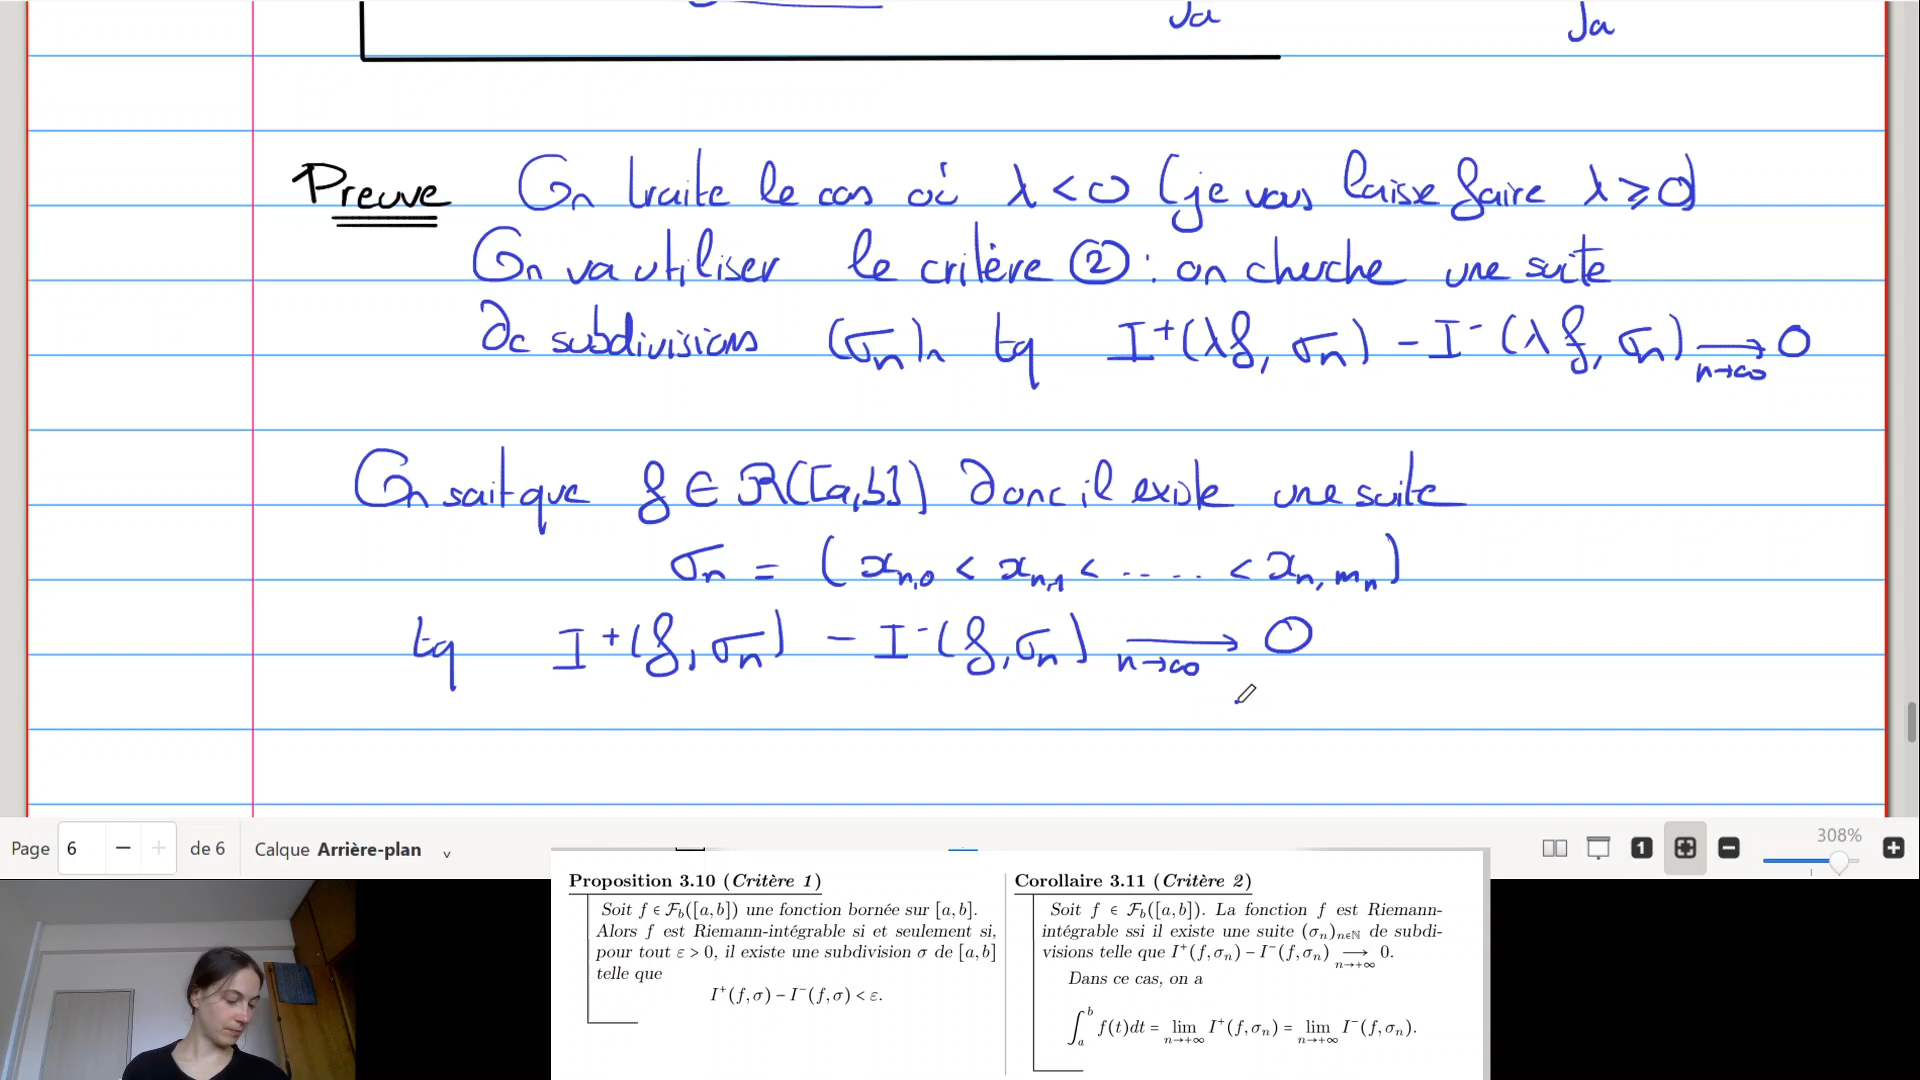 ∫a ∫a
Preuve On traite le cas où λ < 0 (je vous laisse faire λ ⩾ 0)
On va utiliser le critère ② : on cherche une suite
de subdivisions (σn)n tq I⁺(λf, σn) − I⁻(λf, σn) ⟶ 0
n→∞
On sait que f ∈ R([a,b]) donc il existe une suite
σn = (xn,0 < xn,1 < ..... < xn,mn)
tq I⁺(f, σn) − I⁻(f, σn) ⟶ 0
n→∞
Page 6 − + de 6 Calque Arrière-plan 1 308%
Proposition 3.10 (Critère 1)
Soit f ∈ Fb([a, b]) une fonction bornée sur [a, b].
Alors f est Riemann-intégrable si et seulement si,
pour tout ε > 0, il existe une subdivision σ de [a, b]
telle que
I⁺(f, σ) − I⁻(f, σ) < ε.
Corollaire 3.11 (Critère 2)
Soit f ∈ Fb([a, b]). La fonction f est Riemann-
intégrable ssi il existe une suite (σn)n∈ℕ de subdi-
visions telle que I⁺(f, σn) − I⁻(f, σn) ⟶ 0.
n→+∞
Dans ce cas, on a
∫ab f(t)dt = lim I⁺(f, σn) = lim I⁻(f, σn).
n→+∞ n→+∞